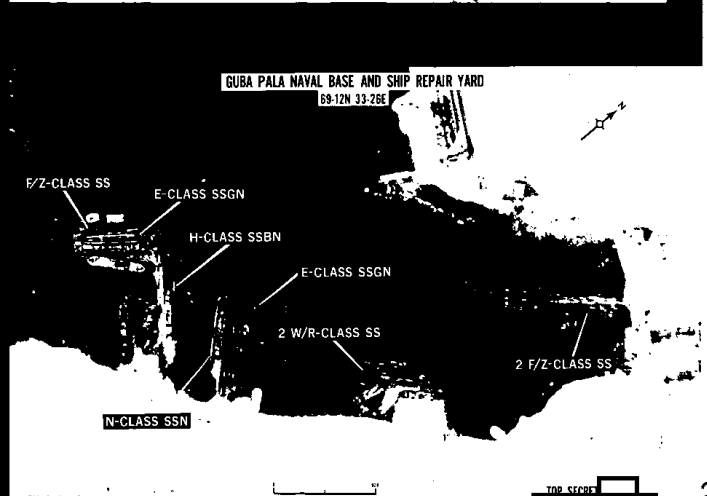 GUBA PALA NAVAL BASE AND SHIP REPAIR YARD
69-12N 33-26E
N
F/Z-CLASS SS
E-CLASS SSGN
H-CLASS SSBN
E-CLASS SSGN
2 W/R-CLASS SS
2 F/Z-CLASS SS
N-CLASS SSN
TOP SECRET